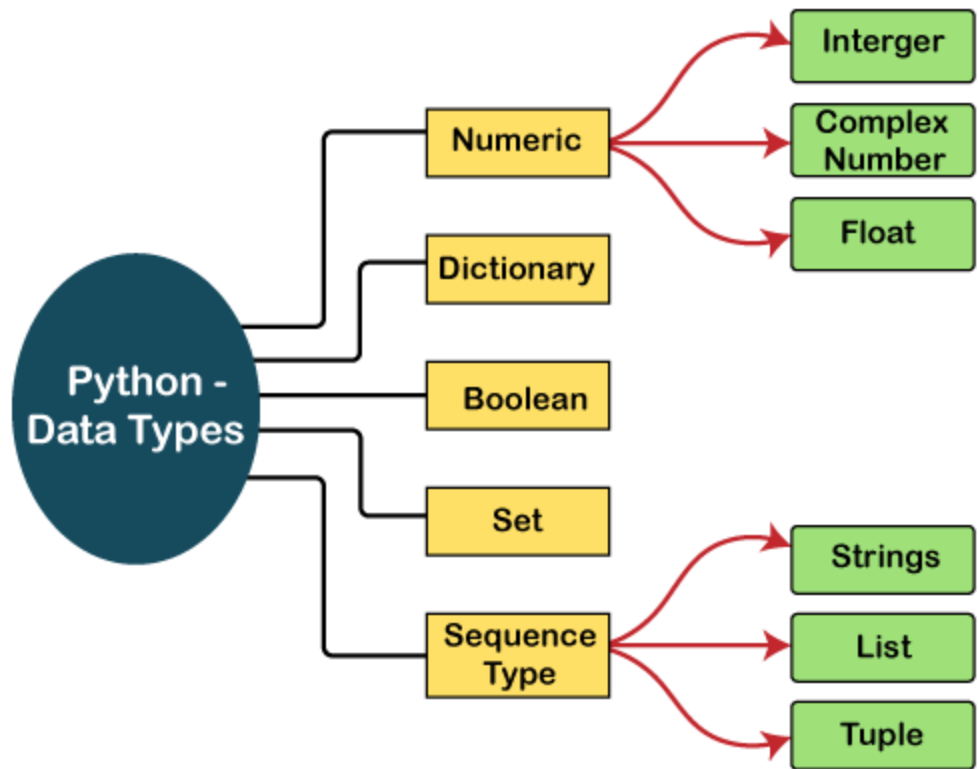 Python -
Data Types
Numeric
Interger
Complex
Number
Float
Dictionary
Boolean
Set
Sequence
Type
Strings
List
Tuple